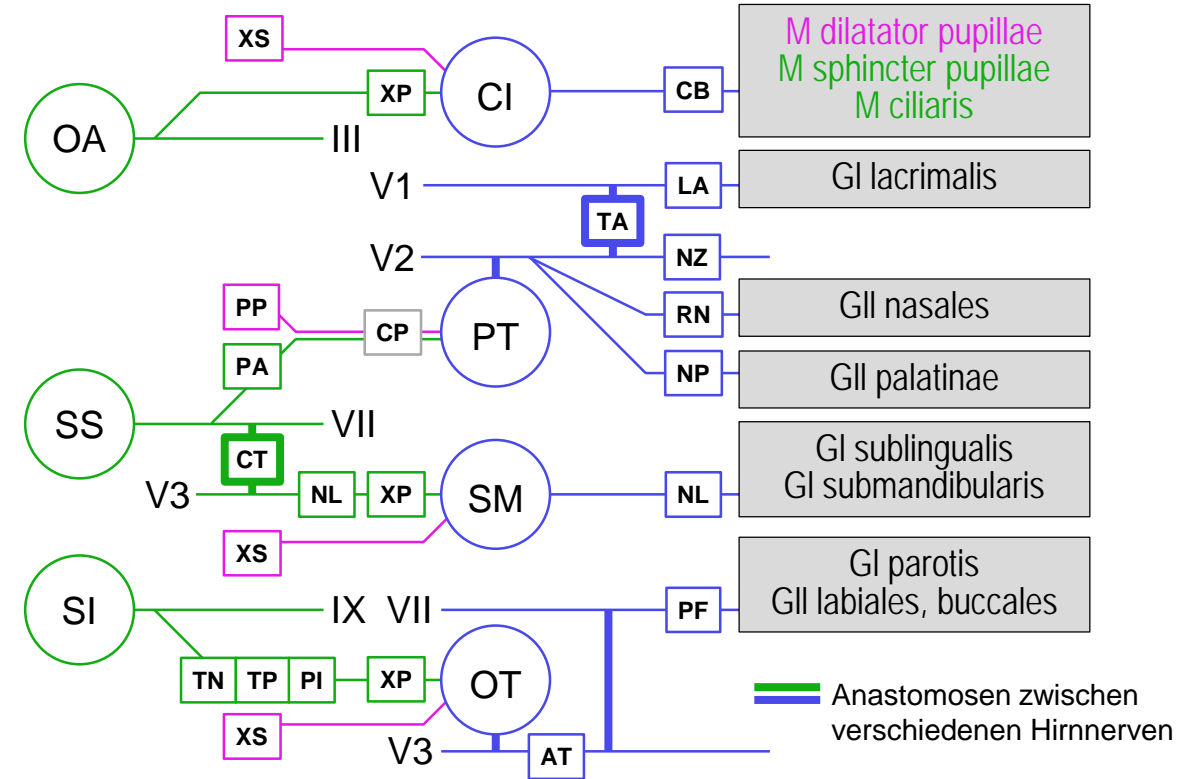 XS
M dilatator pupillae
M sphincter pupillae
M ciliaris
XP
CI
CB
OA
III
V1
LA
Gl lacrimalis
TA
V2
NZ
PP
CP
PT
RN
Gll nasales
PA
NP
Gll palatinae
SS
VII
CT
V3
NL
XP
SM
NL
Gl sublingualis
Gl submandibularis
XS
SI
IX
VII
PF
Gl parotis
Gll labiales, buccales
TN TP PI
XP
OT
XS
V3
AT
Anastomosen zwischen
verschiedenen Hirnnerven